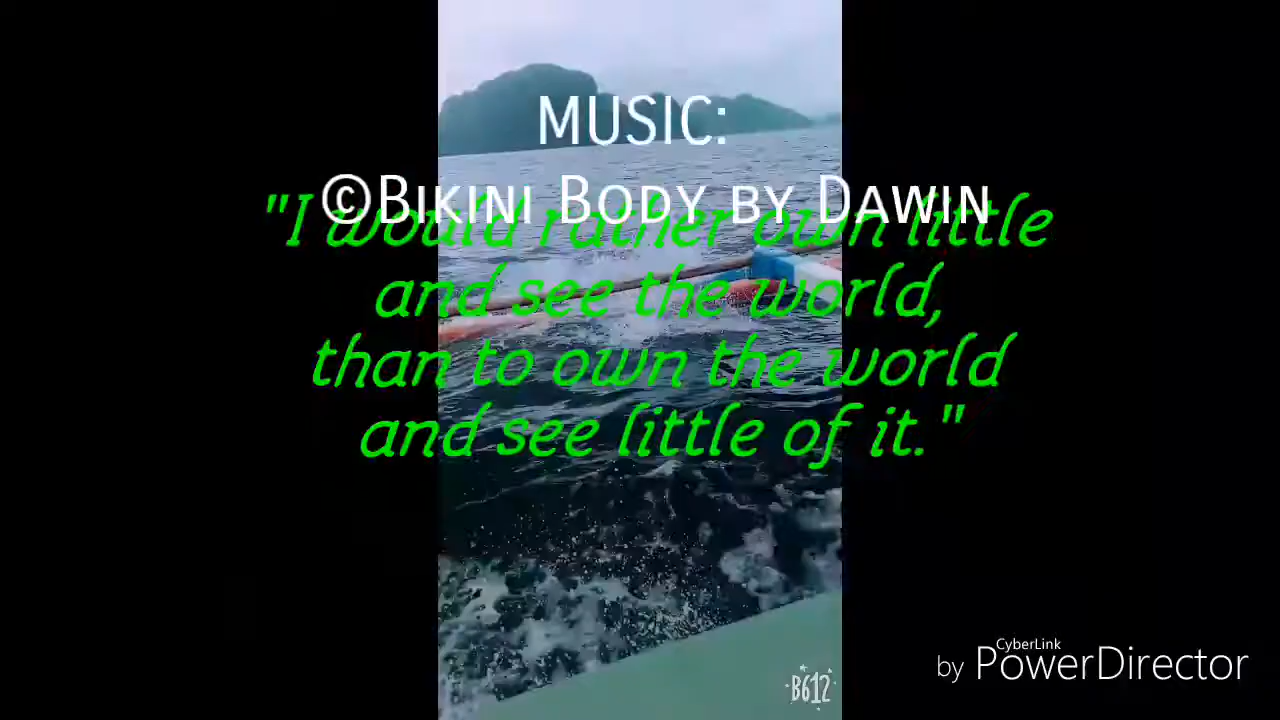 MUSIC:
©BIKINI BODY BY DAWIN
"I would rather own little
and see the world,
than to own the world
and see little of it."
CyberLink
by PowerDirector
B612